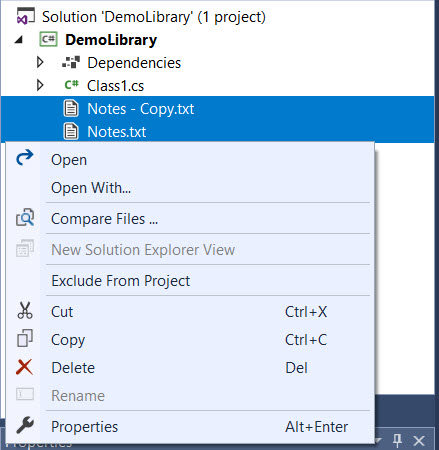 Solution 'DemoLibrary' (1 project)
C# DemoLibrary
Dependencies
C# Class1.cs
Notes - Copy.txt
Notes.txt
Open
Open With...
Compare Files ...
New Solution Explorer View
Exclude From Project
Cut Ctrl+X
Copy Ctrl+C
Delete Del
Rename
Properties Alt+Enter
Properties